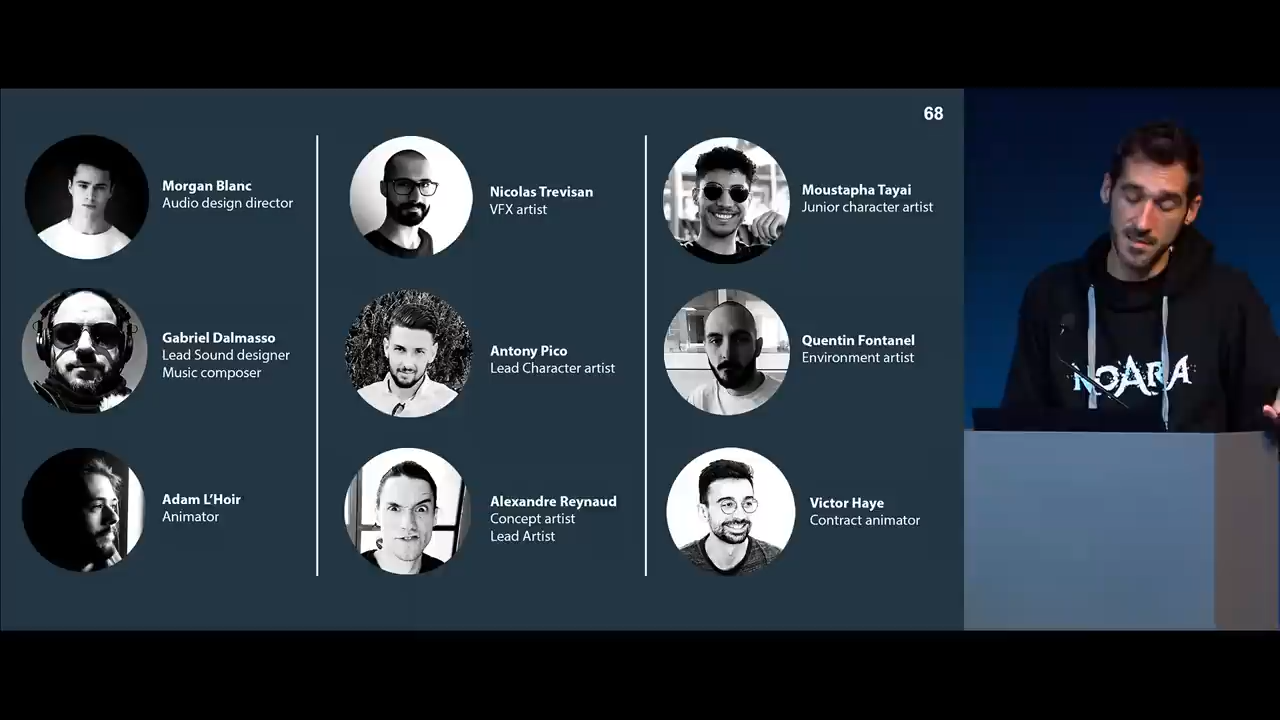 68
Morgan Blanc
Audio design director
Gabriel Dalmasso
Lead Sound designer
Music composer
Adam L'Hoir
Animator
Nicolas Trevisan
VFX artist
Antony Pico
Lead Character artist
Alexandre Reynaud
Concept artist
Lead Artist
Moustapha Tayai
Junior character artist
Quentin Fontanel
Environment artist
Victor Haye
Contract animator
NOARA